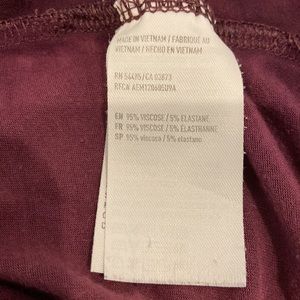 MADE IN VIETNAM / FABRIQUÉ AU
VIETNAM / HECHO EN VIETNAM
RN 54485/CA 03873
EN 95% VISCOSE / 5% ELASTANE
FR 95% VISCOSE / 5% ÉLASTHANNE
SP 95% viscosa / 5% elastano